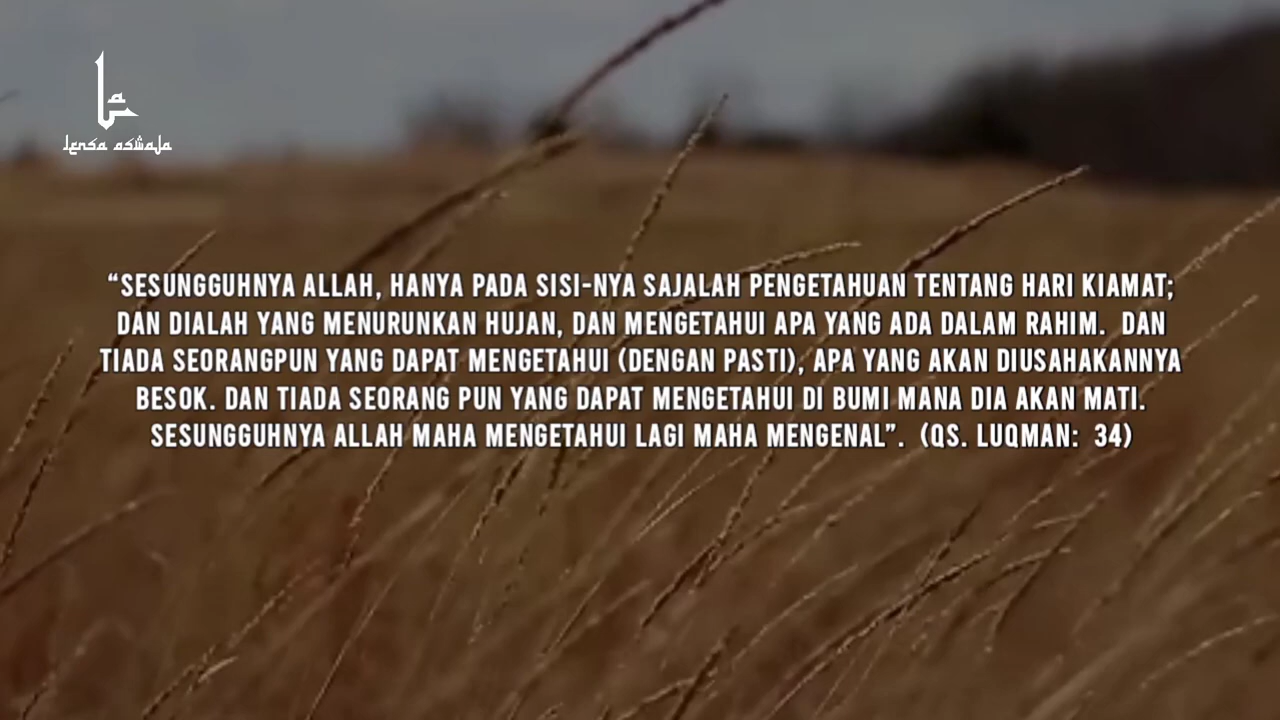 lensa aswaja
“SESUNGGUHNYA ALLAH, HANYA PADA SISI-NYA SAJALAH PENGETAHUAN TENTANG HARI KIAMAT;
DAN DIALAH YANG MENURUNKAN HUJAN, DAN MENGETAHUI APA YANG ADA DALAM RAHIM. DAN
TIADA SEORANGPUN YANG DAPAT MENGETAHUI (DENGAN PASTI), APA YANG AKAN DIUSAHAKANNYA
BESOK. DAN TIADA SEORANG PUN YANG DAPAT MENGETAHUI DI BUMI MANA DIA AKAN MATI.
SESUNGGUHNYA ALLAH MAHA MENGETAHUI LAGI MAHA MENGENAL”. (QS. LUQMAN: 34)